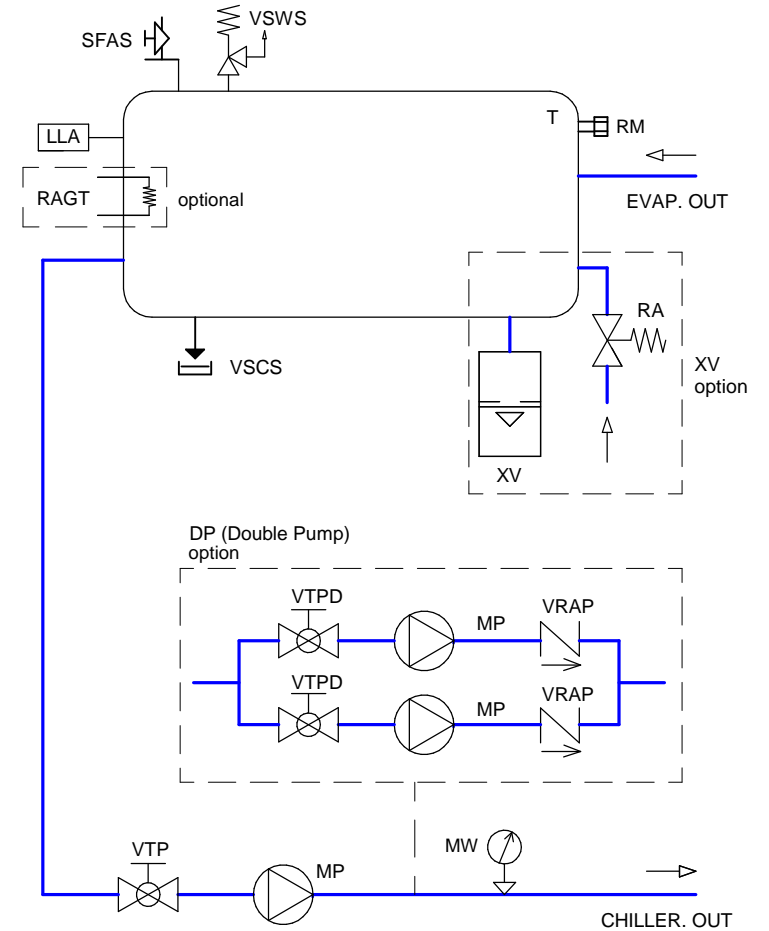 VSWS
SFAS
T
RM
LLA
RAGT
optional
EVAP. OUT
RA
XV
option
VSCS
XV
DP (Double Pump)
option
VTPD
MP
VRAP
VTPD
MP
VRAP
VTP
MP
MW
CHILLER. OUT